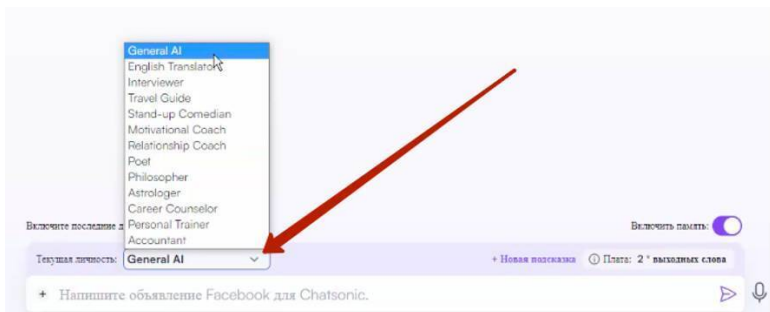 General AI
English Translator
Interviewer
Travel Guide
Stand-up Comedian
Motivational Coach
Relationship Coach
Poet
Philosopher
Astrologer
Career Counselor
Personal Trainer
Accountant
Включите последние Включить память:
Текущая личность: General AI + Новая подсказка Плата: 2 * выходных слова
+ Напишите объявление Facebook для Chatsonic.